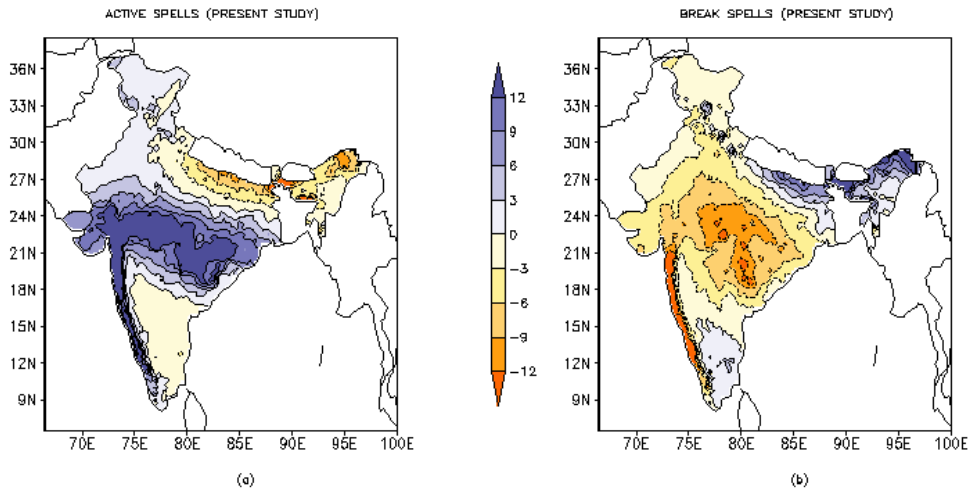 ACTIVE SPELLS (PRESENT STUDY)
36N
33N
30N
27N
24N
21N
18N
15N
12N
9N
70E 75E 80E 85E 90E 95E 100E
(a)
12
9
6
3
0
−3
−6
−9
−12
BREAK SPELLS (PRESENT STUDY)
36N
33N
30N
27N
24N
21N
18N
15N
12N
9N
70E 75E 80E 85E 90E 95E 100E
(b)